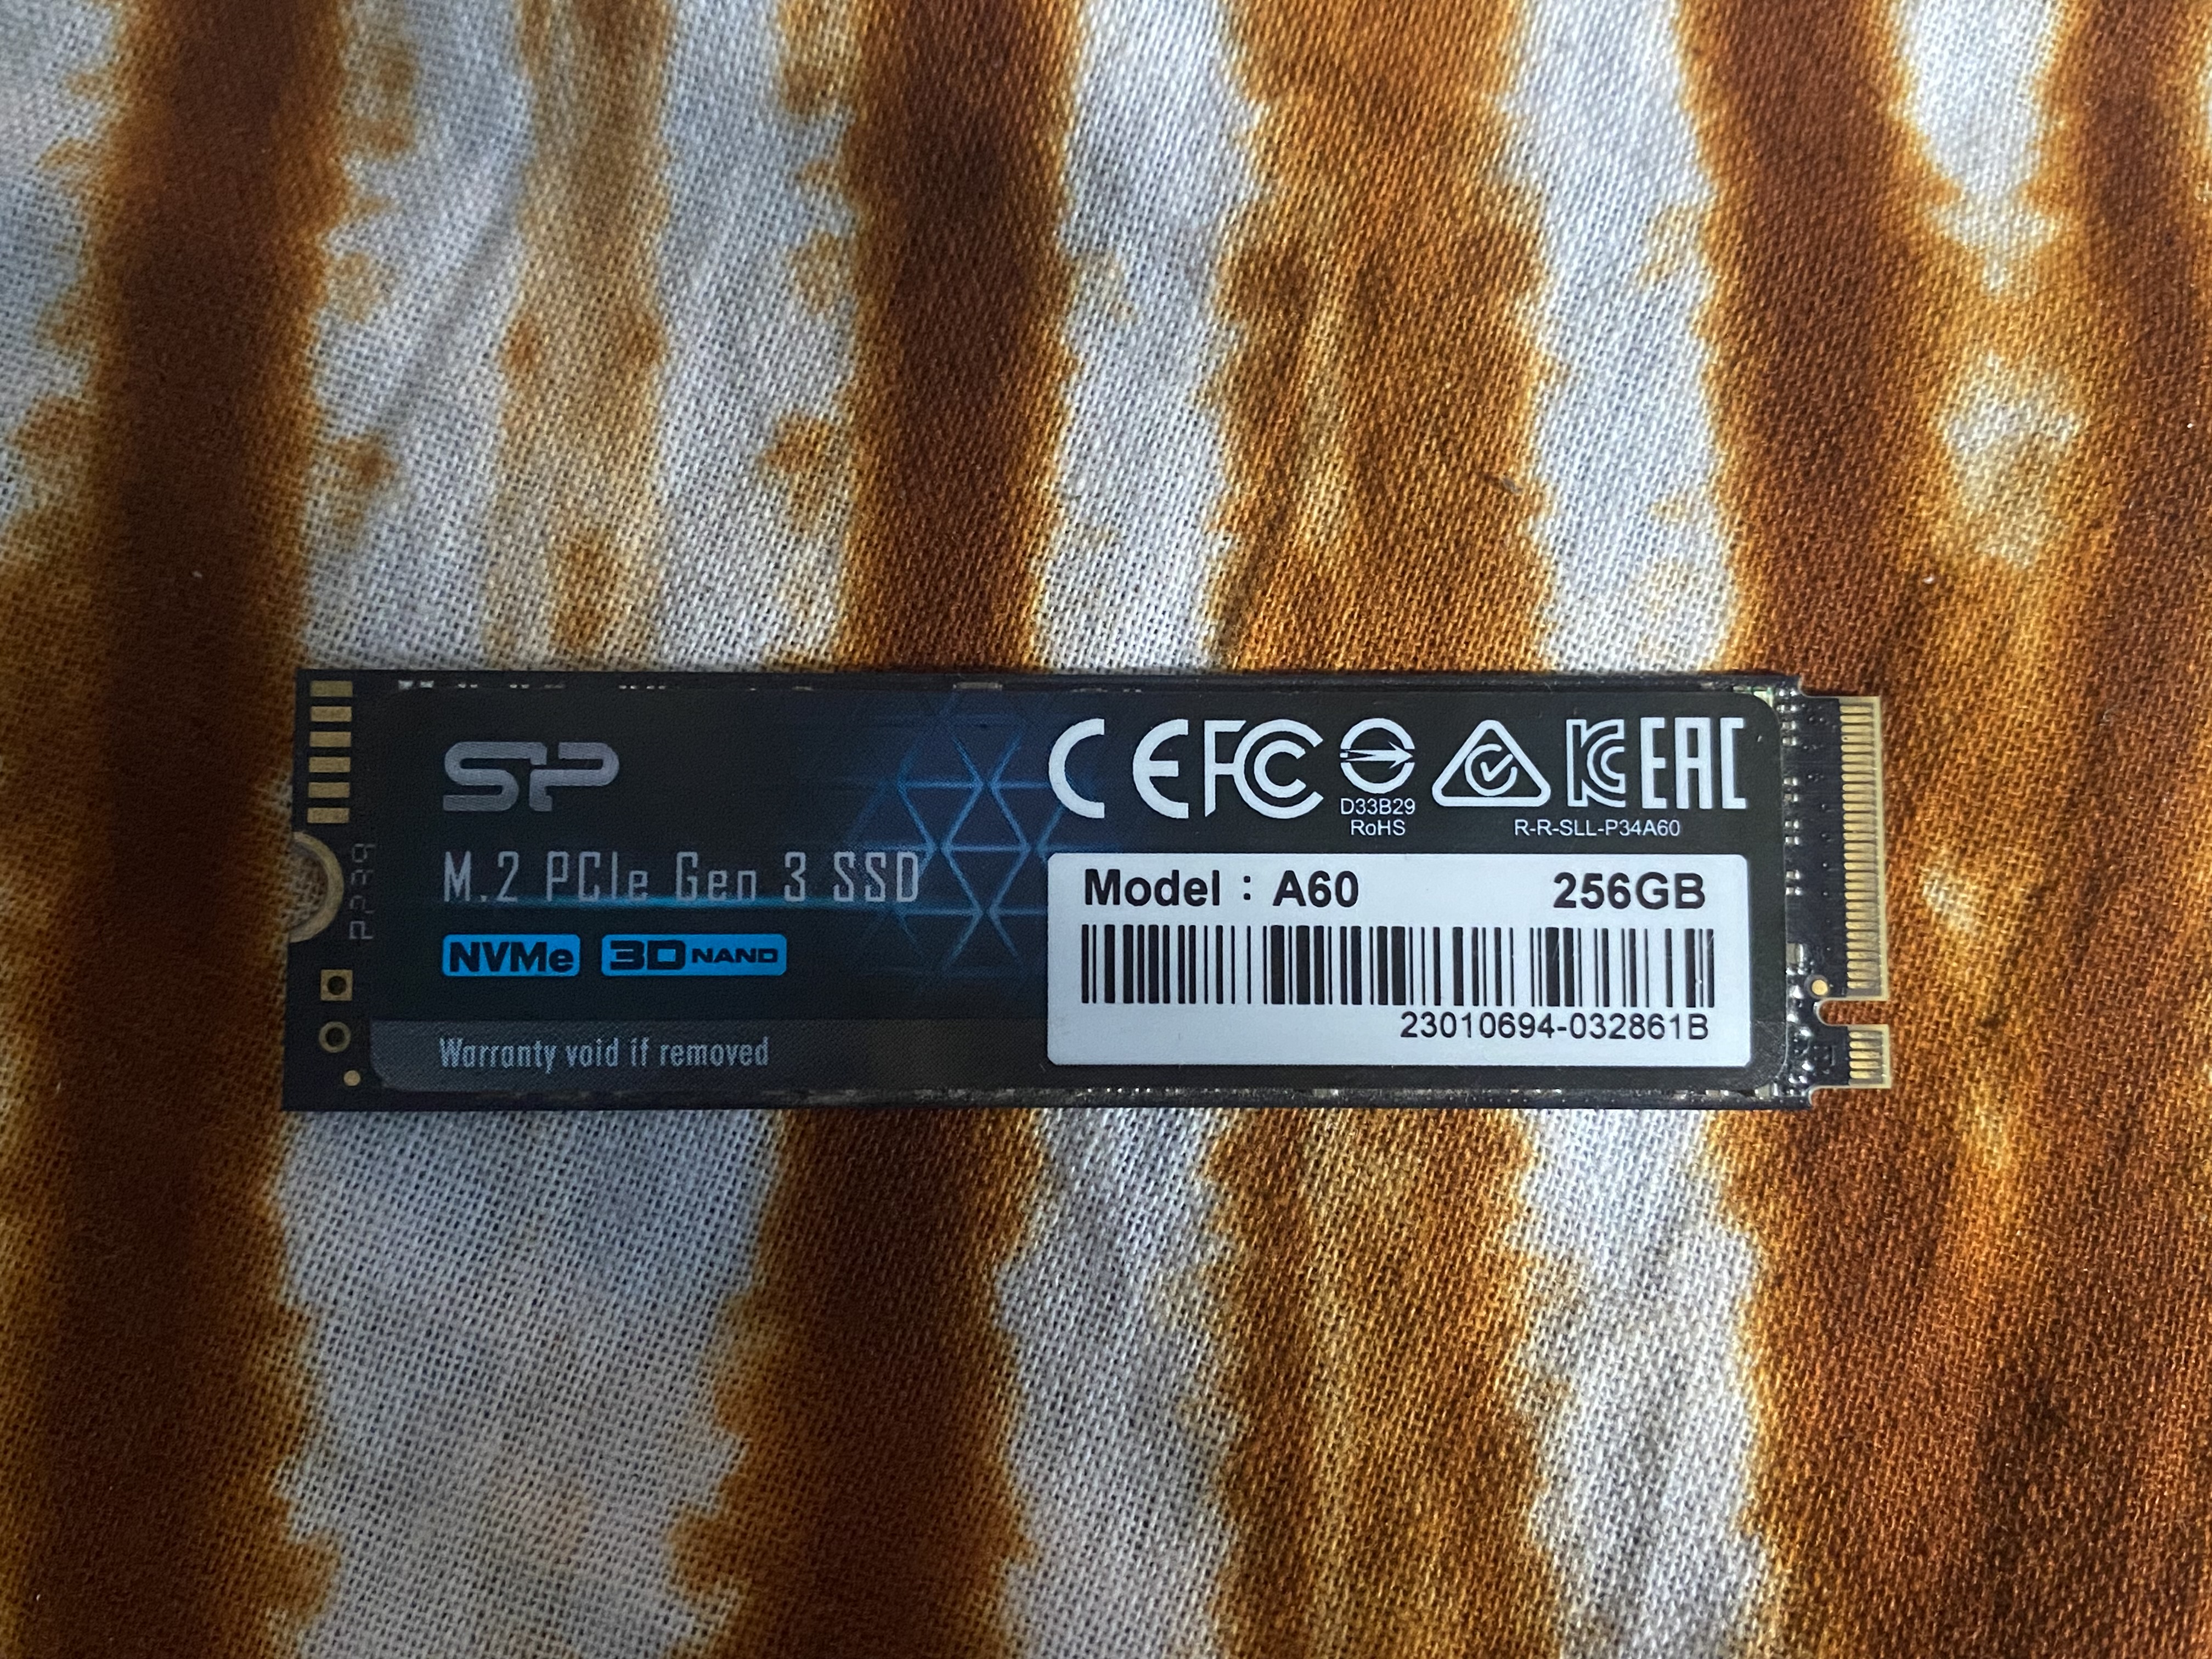 SP
M.2 PCIe Gen 3 SSD
NVMe 3D NAND
Warranty void if removed
CE FC
D33B29
RoHS
KC EAC
R-R-SLL-P34A60
Model : A60 256GB
23010694-032861B